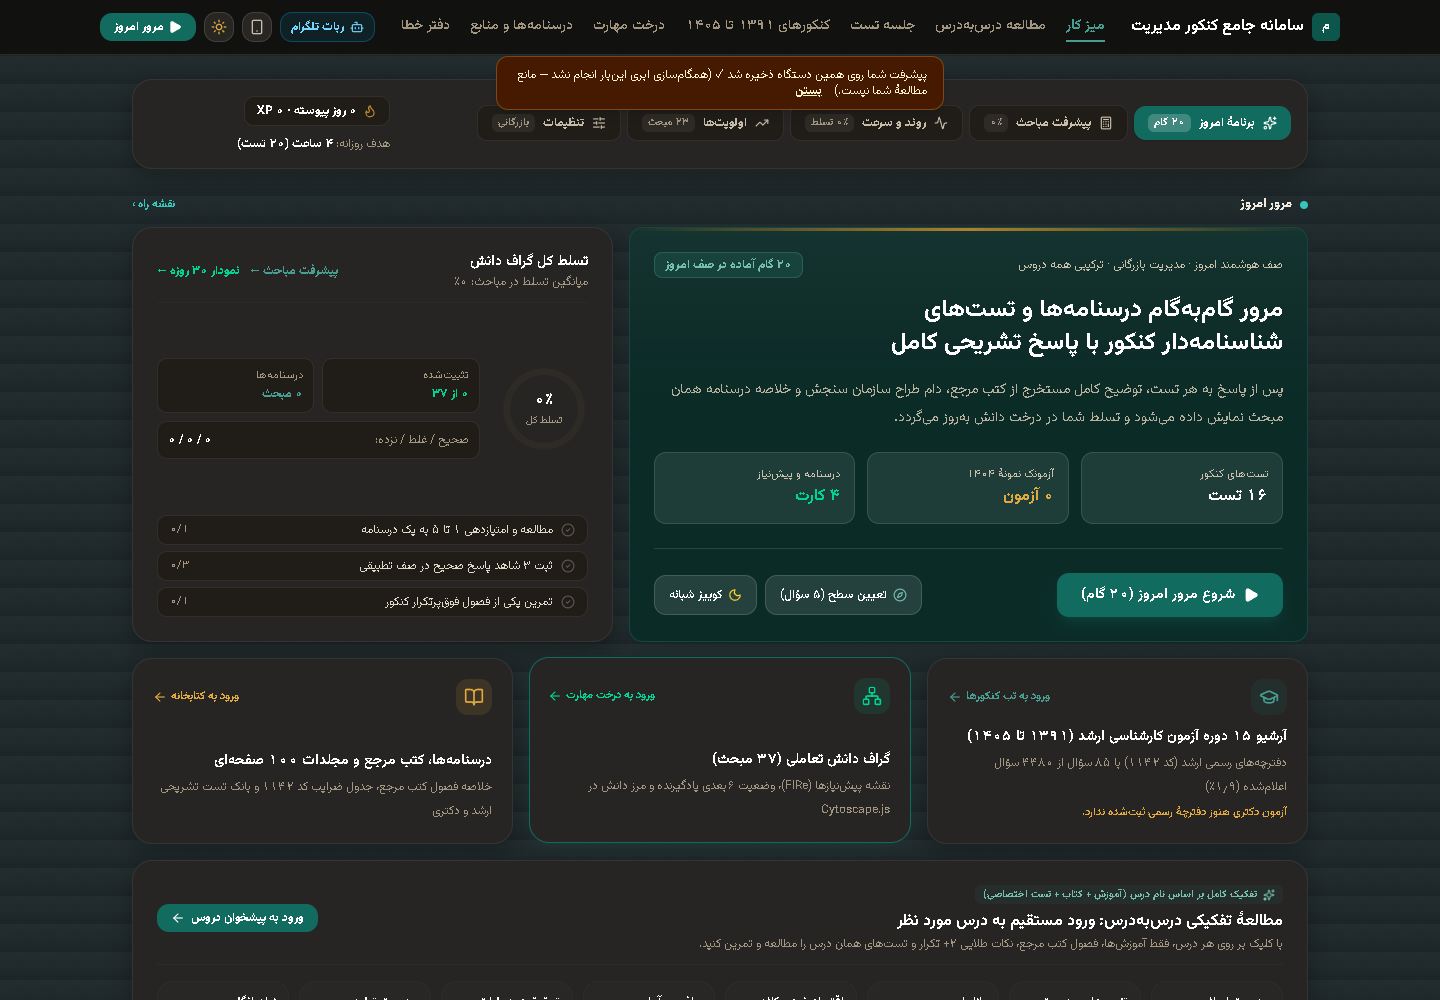 م
سامانه جامع کنکور مدیریت
میز کار
مطالعه درس‌به‌درس
جلسه تست
کنکورهای ۱۳۹۱ تا ۱۴۰۵
درخت مهارت
درسنامه‌ها و منابع
دفتر خطا
ربات تلگرام
مرور امروز
پیشرفت شما روی همین دستگاه ذخیره شد ✓ (همگام‌سازی ابری این‌بار انجام نشد — مانع
مطالعهٔ شما نیست.) بستن
برنامهٔ امروز ۲۰ گام
پیشرفت مباحث ۰٪
روند و سرعت ۰٪ تسلط
اولویت‌ها ۲۳ مبحث
تنظیمات بازرگانی
۰ روز پیوسته · ۰ XP
هدف روزانه: ۴ ساعت (۲۰ تست)
مرور امروز
نقشه راه ›
صف هوشمند امروز · مدیریت بازرگانی · ترکیبی همه دروس
۲۰ گام آماده در صف امروز
مرور گام‌به‌گام درسنامه‌ها و تست‌های
شناسنامه‌دار کنکور با پاسخ تشریحی کامل
پس از پاسخ به هر تست، توضیح کامل مستخرج از کتب مرجع، دام طراح سازمان سنجش و خلاصه درسنامه همان
مبحث نمایش داده می‌شود و تسلط شما در درخت دانش به‌روز می‌گردد.
تست‌های کنکور
۱۶ تست
آزمونک نمونهٔ ۱۴۰۴
۰ آزمون
درسنامه و پیش‌نیاز
۴ کارت
شروع مرور امروز (۲۰ گام)
تعیین سطح (۵ سؤال)
کوییز شبانه
تسلط کل گراف دانش
میانگین تسلط در مباحث: ۰٪
پیشرفت مباحث ←
نمودار ۳۰ روزه ←
۰٪
تسلط کل
تثبیت‌شده
۰ از ۳۷
درسنامه‌ها
۰ مبحث
صحیح / غلط / نزده:
۰ / ۰ / ۰
مطالعه و امتیازدهی ۱ تا ۵ به یک درسنامه
۰/۱
ثبت ۳ شاهد پاسخ صحیح در صف تطبیقی
۰/۳
تمرین یکی از فصول فوق‌پرتکرار کنکور
۰/۱
ورود به تب کنکورها ←
آرشیو ۱۵ دوره آزمون کارشناسی ارشد (۱۳۹۱ تا ۱۴۰۵)
دفترچه‌های رسمی ارشد (کد ۱۱۴۲) با ۸۵ سؤال از ۴۴۸۰ سؤال
اعلام‌شده (۱٫۹٪)
آزمون دکتری هنوز دفترچهٔ رسمی ثبت‌شده ندارد.
ورود به درخت مهارت ←
گراف دانش تعاملی (۳۷ مبحث)
نقشه پیش‌نیازها (FIRe)، وضعیت ۶ بعدی یادگیرنده و مرز دانش در
Cytoscape.js
ورود به کتابخانه ←
درسنامه‌ها، کتب مرجع و مجلدات ۱۰۰ صفحه‌ای
خلاصه فصول کتب مرجع، جدول ضرایب کد ۱۱۴۲ و بانک تست تشریحی
ارشد و دکتری
تفکیک کامل بر اساس نام درس (آموزش + کتاب + تست اختصاصی)
مطالعهٔ تفکیکی درس‌به‌درس: ورود مستقیم به درس مورد نظر
با کلیک بر روی هر درس، فقط آموزش‌ها، فصول کتب مرجع، نکات طلایی ۲+ تکرار و تست‌های همان درس را مطالعه و تمرین کنید.
ورود به پیشخوان دروس ←